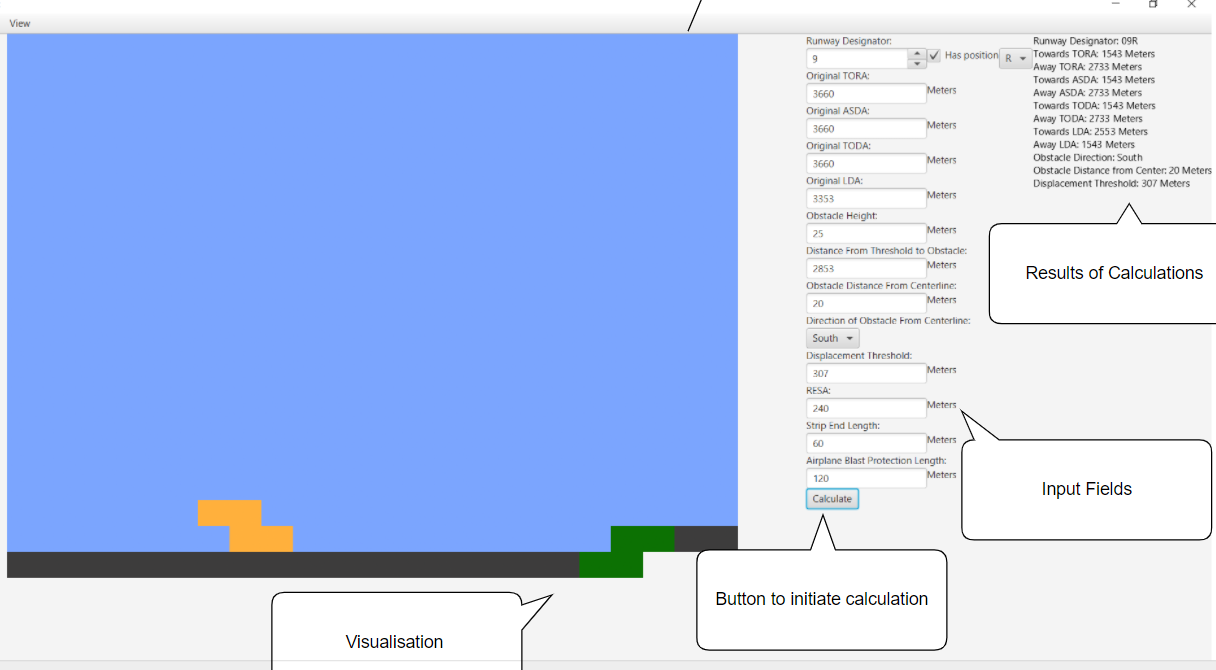 View
Runway Designator:
9
Has position
R
Original TORA:
3660
Meters
Original ASDA:
3660
Meters
Original TODA:
3660
Meters
Original LDA:
3353
Meters
Obstacle Height:
25
Meters
Distance From Threshold to Obstacle:
2853
Meters
Obstacle Distance From Centerline:
20
Meters
Direction of Obstacle From Centerline:
South
Displacement Threshold:
307
Meters
RESA:
240
Meters
Strip End Length:
60
Meters
Airplane Blast Protection Length:
120
Meters
Calculate
Runway Designator: 09R
Towards TORA: 1543 Meters
Away TORA: 2733 Meters
Towards ASDA: 1543 Meters
Away ASDA: 2733 Meters
Towards TODA: 1543 Meters
Away TODA: 2733 Meters
Towards LDA: 2553 Meters
Away LDA: 1543 Meters
Obstacle Direction: South
Obstacle Distance from Center: 20 Meters
Displacement Threshold: 307 Meters
Results of Calculations
Input Fields
Button to initiate calculation
Visualisation